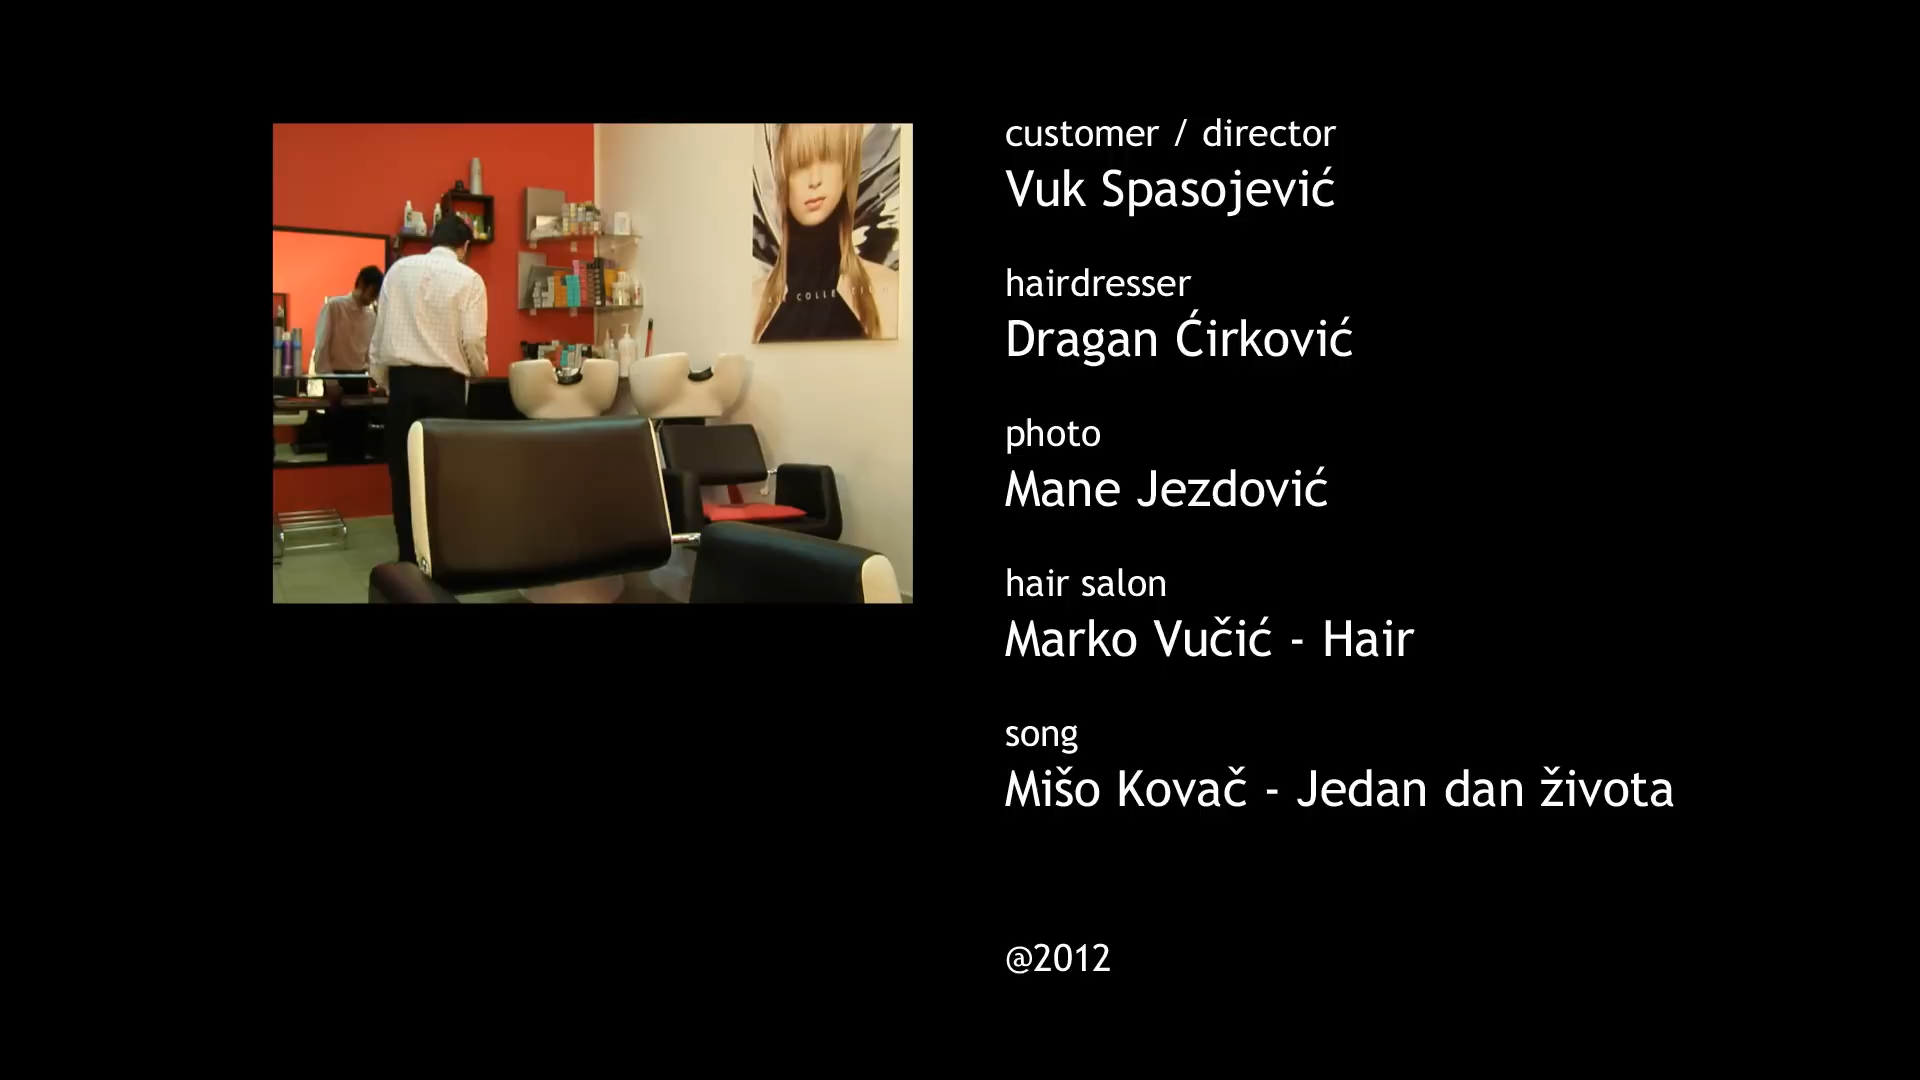 customer / director
Vuk Spasojević
hairdresser
Dragan Ćirković
photo
Mane Jezdović
hair salon
Marko Vučić - Hair
song
Mišo Kovač - Jedan dan života
@2012